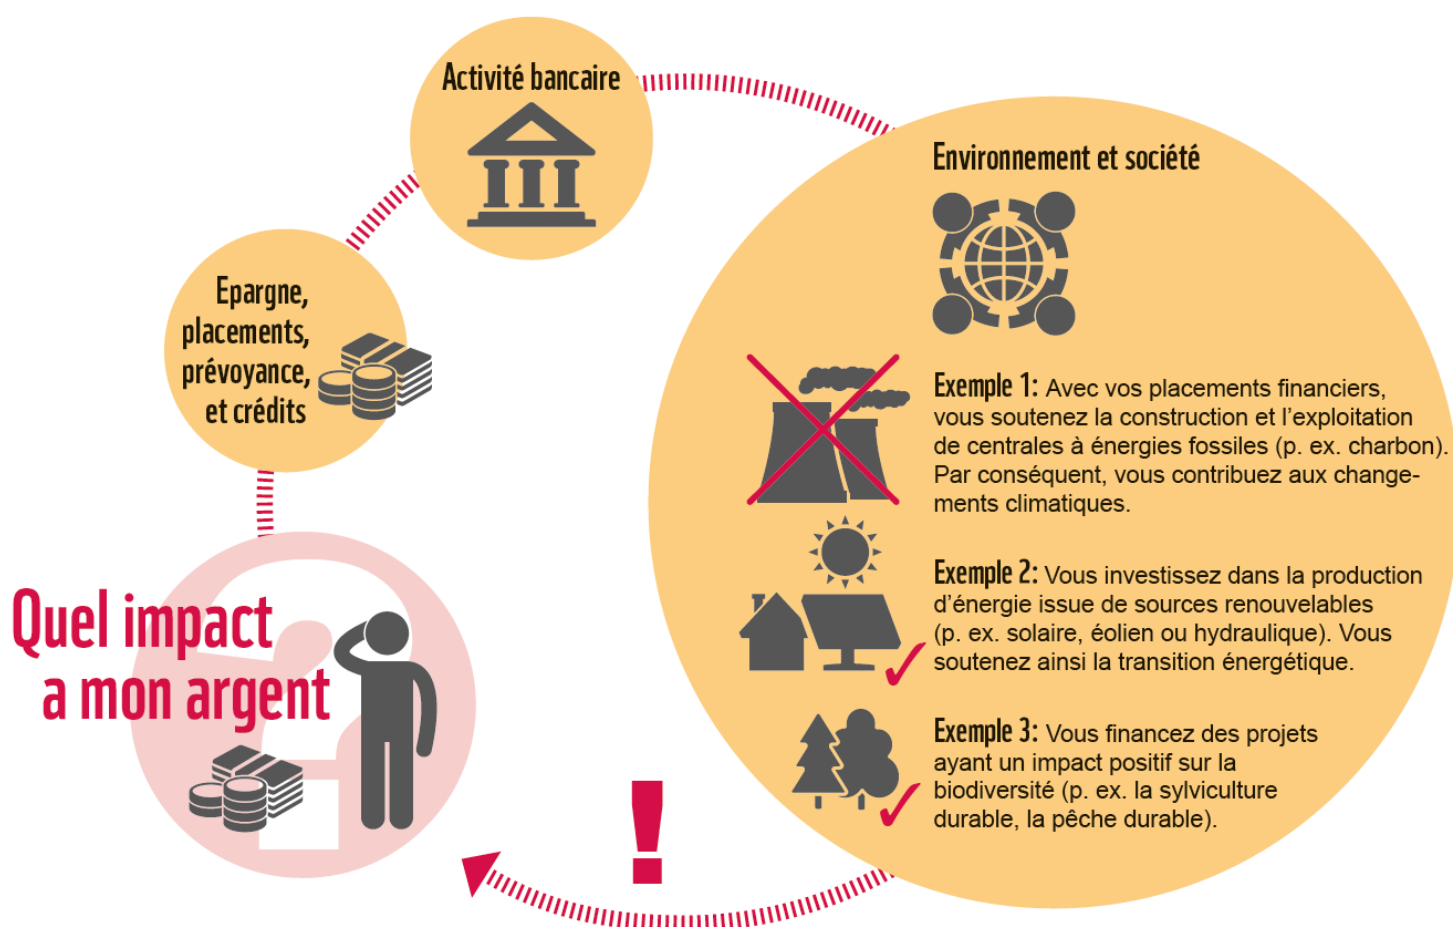 Activité bancaire
Epargne,
placements,
prévoyance,
et crédits
Quel impact
a mon argent
?
!
Environnement et société
Exemple 1: Avec vos placements financiers,
vous soutenez la construction et l’exploitation
de centrales à énergies fossiles (p. ex. charbon).
Par conséquent, vous contribuez aux change-
ments climatiques.
Exemple 2: Vous investissez dans la production
d’énergie issue de sources renouvelables
(p. ex. solaire, éolien ou hydraulique). Vous
soutenez ainsi la transition énergétique.
Exemple 3: Vous financez des projets
ayant un impact positif sur la
biodiversité (p. ex. la sylviculture
durable, la pêche durable).